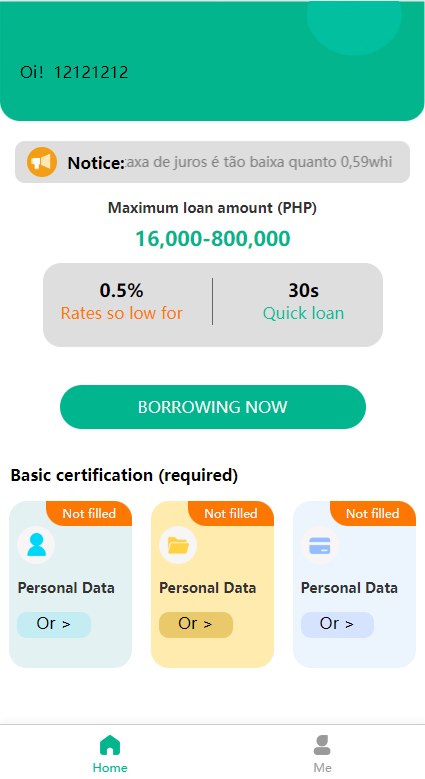 Oi!  12121212
Notice:axa de juros é tão baixa quanto 0,59whi
Maximum loan amount (PHP)
16,000-800,000
0.5% 30s
Rates so low for Quick loan
BORROWING NOW
Basic certification (required)
Not filled Not filled Not filled
Personal Data Personal Data Personal Data
Or > Or > Or >
Home Me